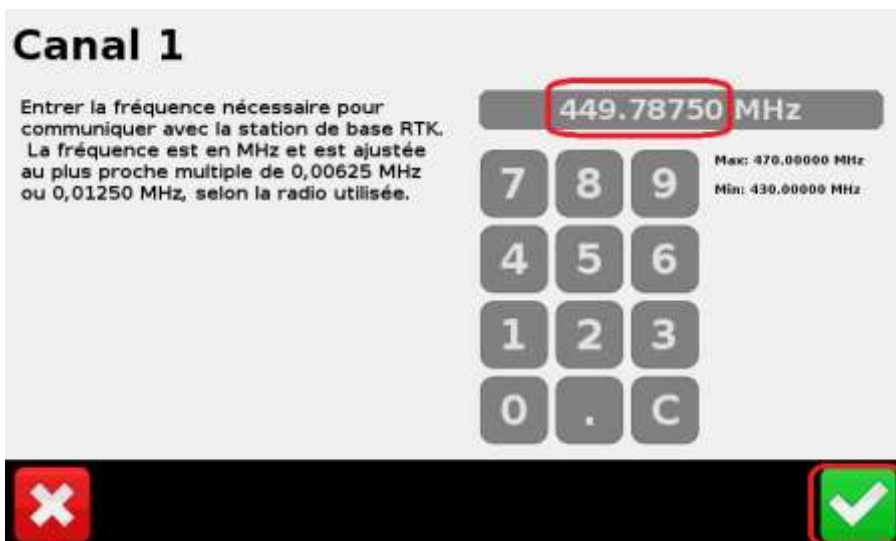 Canal 1
Entrer la fréquence nécessaire pour
communiquer avec la station de base RTK.
La fréquence est en MHz et est ajustée
au plus proche multiple de 0,00625 MHz
ou 0,01250 MHz, selon la radio utilisée.
449.78750 MHz
Max: 470.00000 MHz
Min: 430.00000 MHz
7 8 9
4 5 6
1 2 3
0 . C